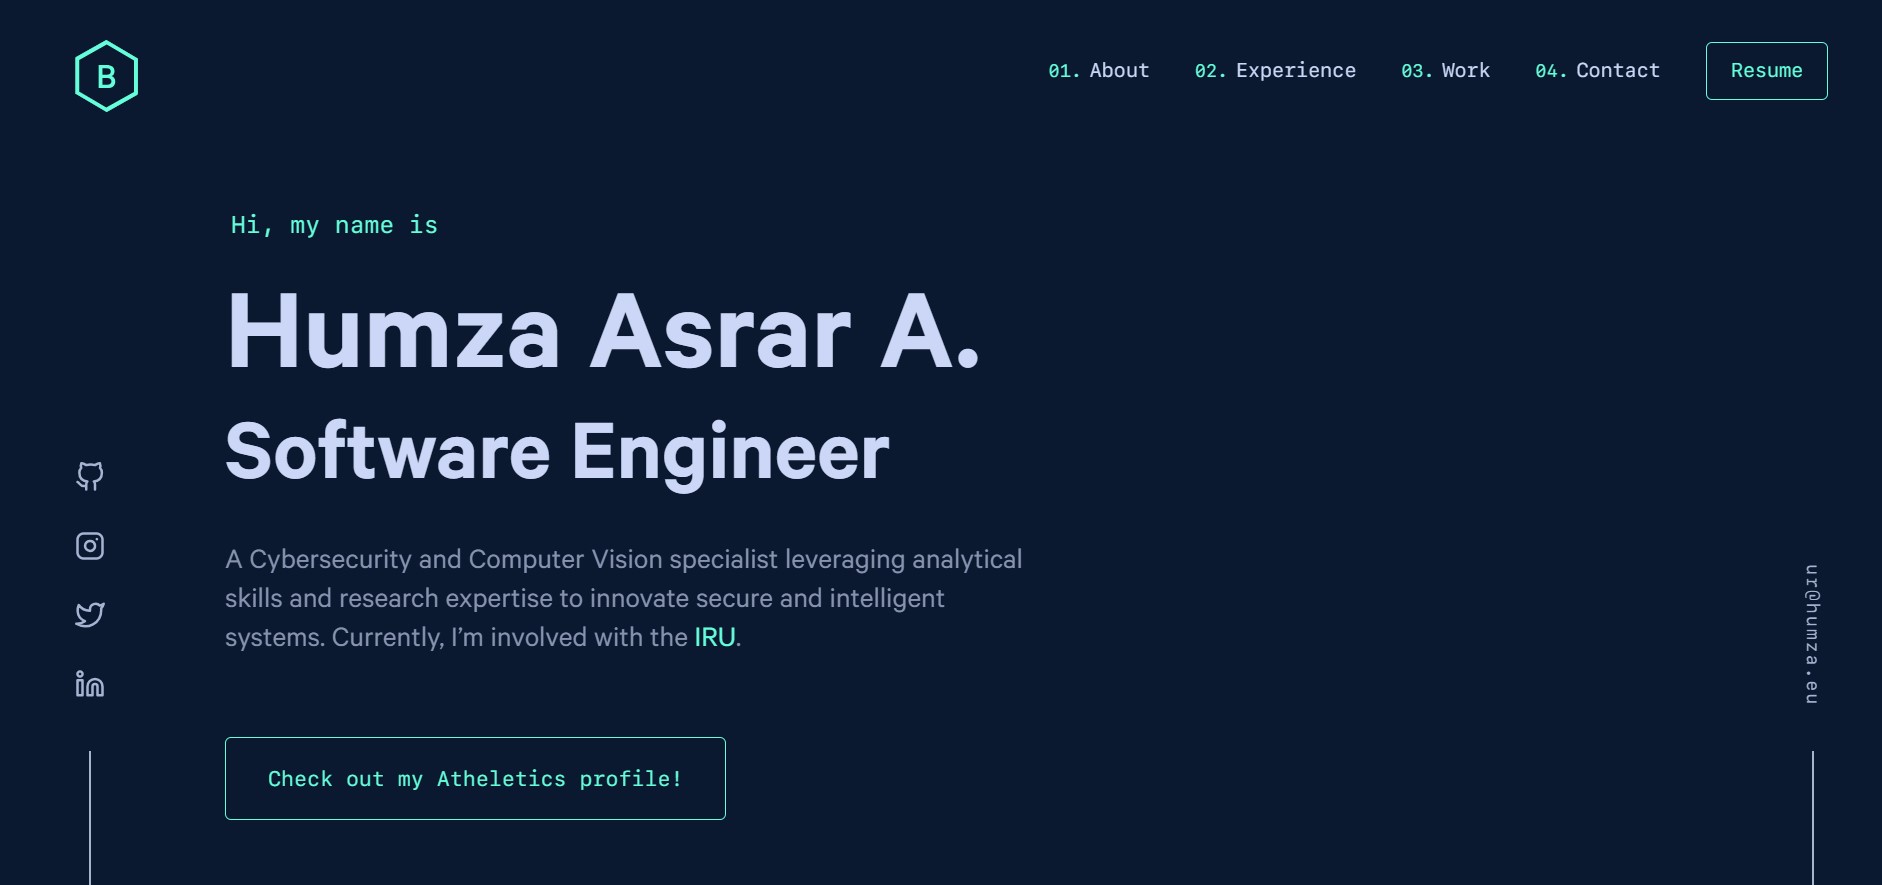 B
01. About
02. Experience
03. Work
04. Contact
Resume
Hi, my name is
Humza Asrar A.
Software Engineer
A Cybersecurity and Computer Vision specialist leveraging analytical
skills and research expertise to innovate secure and intelligent
systems. Currently, I’m involved with the IRU.
Check out my Atheletics profile!
ur@humza.eu